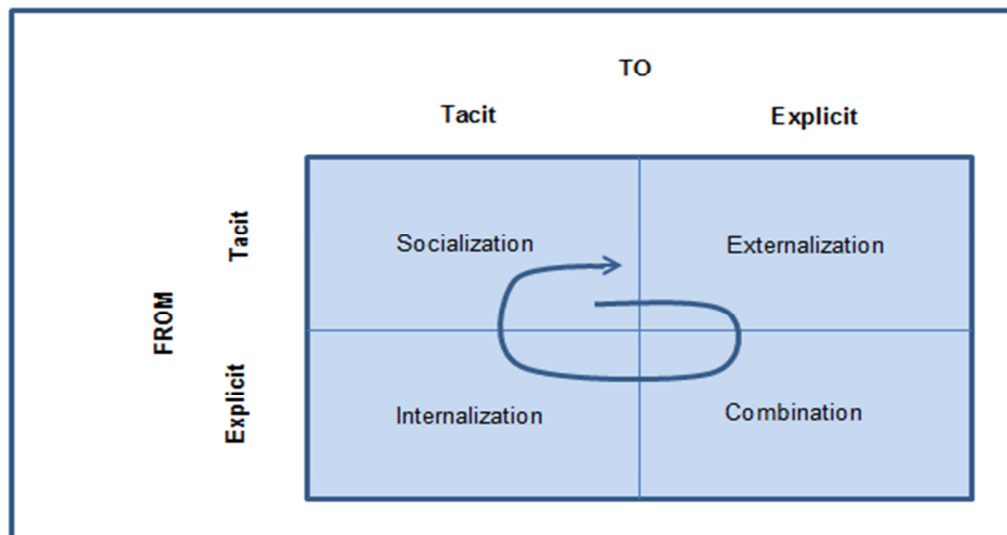 TO
Tacit Explicit
FROM
Tacit
Socialization Externalization
Explicit
Internalization Combination